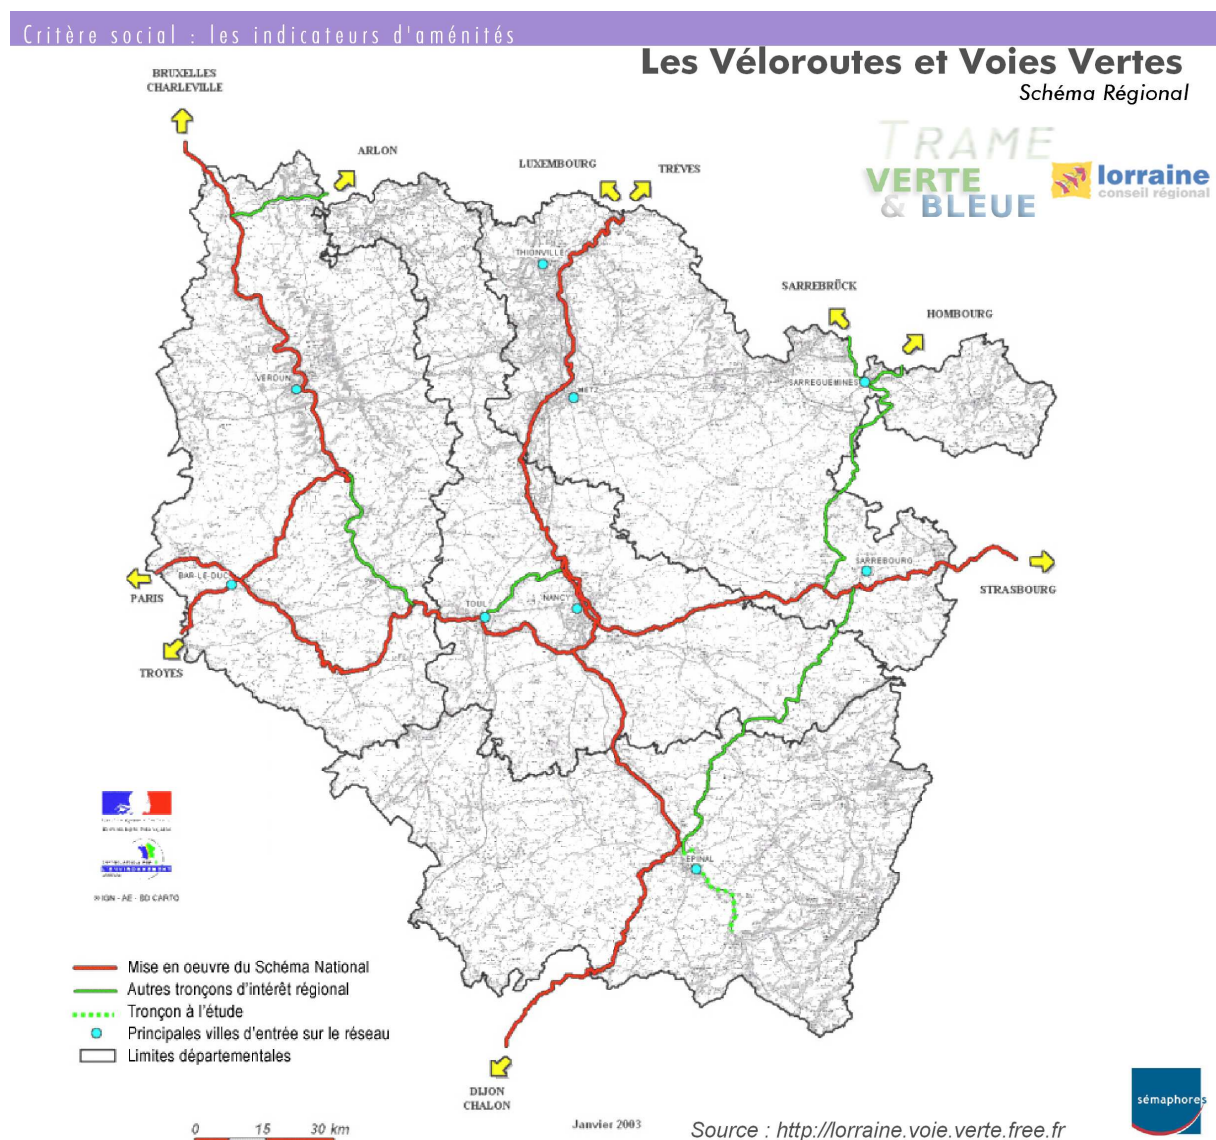 Critère social : les indicateurs d'aménités
Les Véloroutes et Voies Vertes
Schéma Régional
BRUXELLES
CHARLEVILLE
ARLON
LUXEMBOURG
TRÈVES
TRAME
VERTE
& BLEUE
lorraine
conseil régional
THIONVILLE
SARREBRÜCK
HOMBOURG
VERDUN
METZ
SARREGUEMINES
BAR-LE-DUC
PARIS
TOUL
NANCY
SARREBOURG
STRASBOURG
TROYES
EPINAL
L'ENVIRONNEMENT
© IGN - AE - BD CARTO
Mise en oeuvre du Schéma National
Autres tronçons d'intérêt régional
Tronçon à l'étude
Principales villes d'entrée sur le réseau
Limites départementales
DIJON
CHALON
0 15 30 km
Janvier 2003
Source : http://lorraine.voie.verte.free.fr
sémaphores